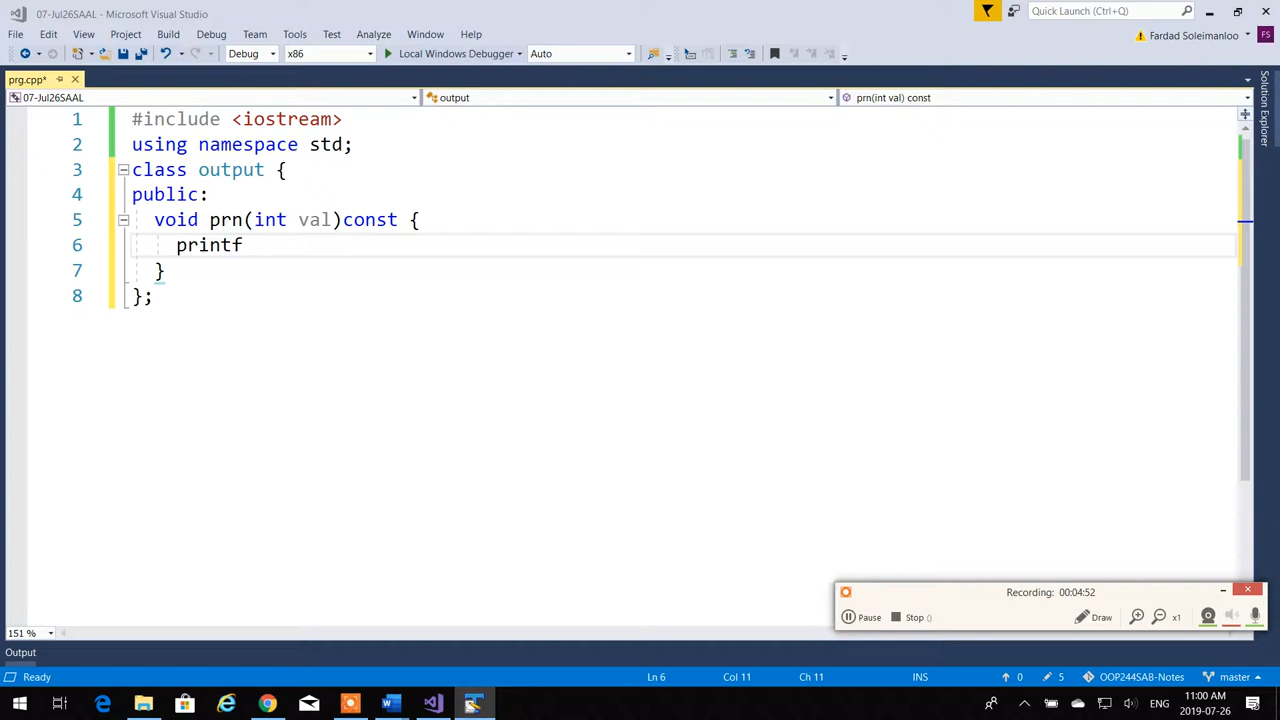 07-Jul26SAAL - Microsoft Visual Studio
Quick Launch (Ctrl+Q)
File Edit View Project Build Debug Team Tools Test Analyze Window Help
Fardad Soleimanloo FS
Debug x86 Local Windows Debugger Auto
prg.cpp*
07-Jul26SAAL output prn(int val) const
Solution Explorer
1 #include <iostream>
2 using namespace std;
3 class output {
4 public:
5 void prn(int val)const {
6 printf
7 }
8 };
Recording: 00:04:52
Pause Stop () Draw x1
151 %
Output
Ready Ln 6 Col 11 Ch 11 INS 0 5 OOP244SAB-Notes master
ENG
11:00 AM
2019-07-26